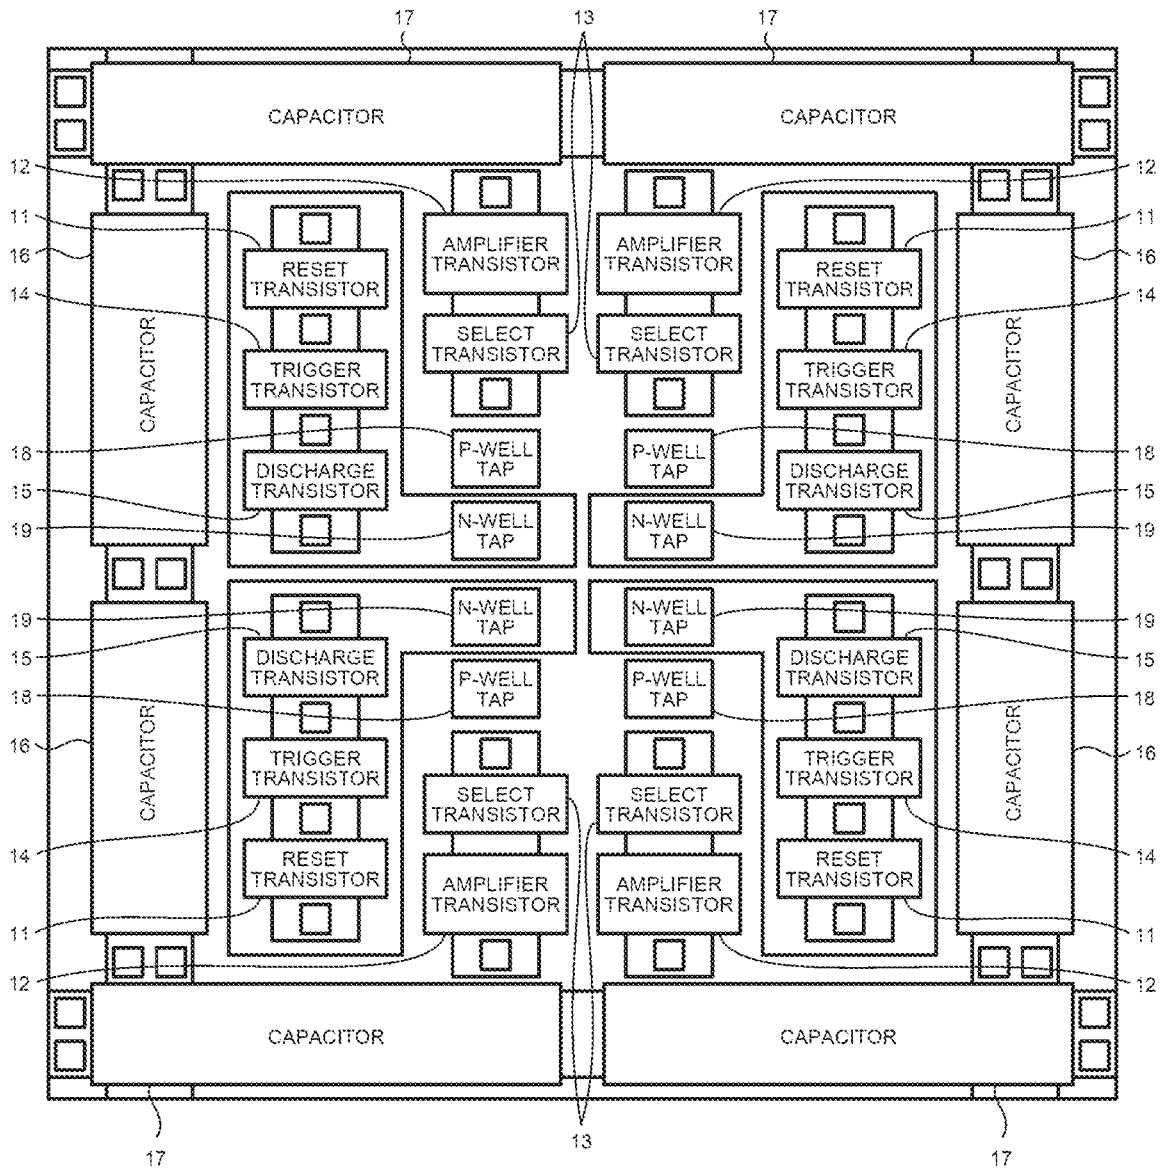 17 13 17
CAPACITOR CAPACITOR
12 12
11 11
16 16
14 14
AMPLIFIER
TRANSISTOR
AMPLIFIER
TRANSISTOR
RESET
TRANSISTOR
RESET
TRANSISTOR
SELECT
TRANSISTOR
SELECT
TRANSISTOR
CAPACITOR
TRIGGER
TRANSISTOR
TRIGGER
TRANSISTOR
CAPACITOR
18 18
P-WELL
TAP
P-WELL
TAP
15 15
DISCHARGE
TRANSISTOR
DISCHARGE
TRANSISTOR
19 19
N-WELL
TAP
N-WELL
TAP
19 19
N-WELL
TAP
N-WELL
TAP
15 15
DISCHARGE
TRANSISTOR
DISCHARGE
TRANSISTOR
18 18
P-WELL
TAP
P-WELL
TAP
16 16
CAPACITOR
TRIGGER
TRANSISTOR
TRIGGER
TRANSISTOR
CAPACITOR
SELECT
TRANSISTOR
SELECT
TRANSISTOR
14 14
RESET
TRANSISTOR
RESET
TRANSISTOR
AMPLIFIER
TRANSISTOR
AMPLIFIER
TRANSISTOR
11 11
12 12
CAPACITOR CAPACITOR
17 13 17